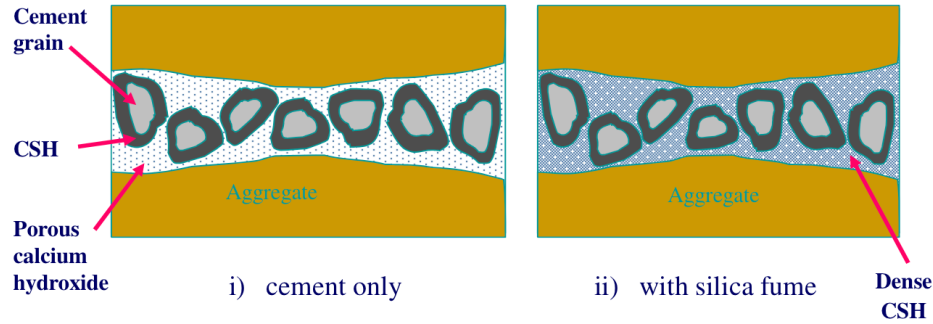 Cement
grain
CSH
Porous
calcium
hydroxide
Aggregate
i) cement only
Aggregate
ii) with silica fume
Dense
CSH